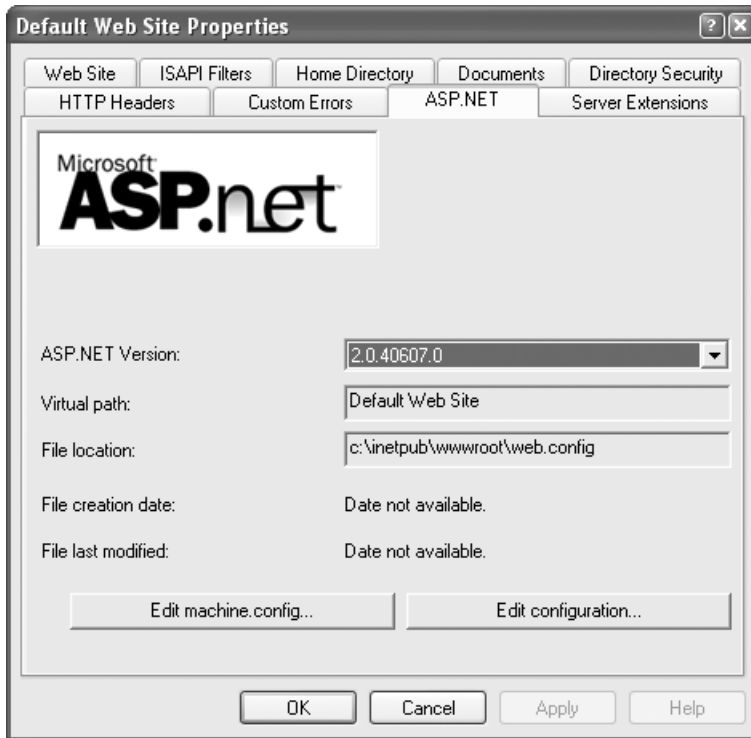 Default Web Site Properties
Web Site ISAPI Filters Home Directory Documents Directory Security
HTTP Headers Custom Errors ASP.NET Server Extensions
Microsoft
ASP.net
ASP.NET Version: 2.0.40607.0
Virtual path: Default Web Site
File location: c:\inetpub\wwwroot\web.config
File creation date: Date not available.
File last modified: Date not available.
Edit machine.config... Edit configuration...
OK Cancel Apply Help